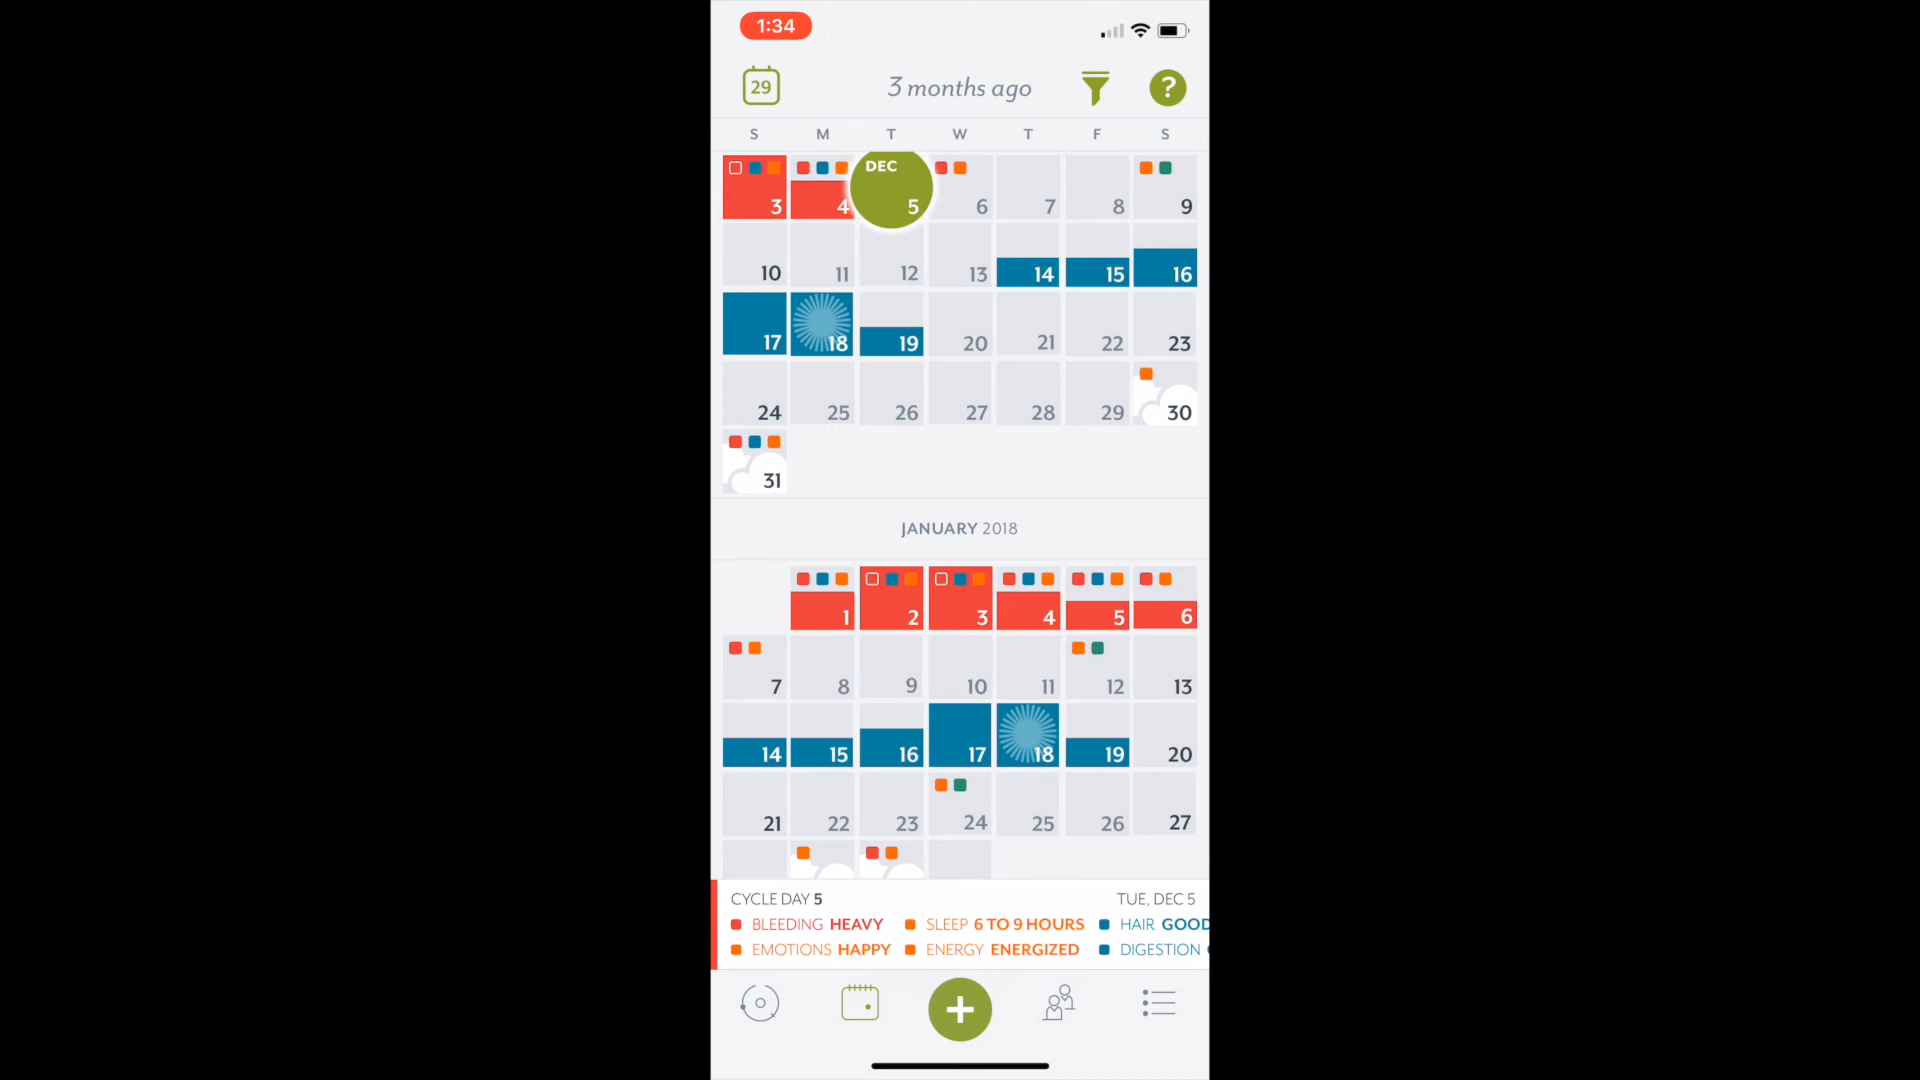 1:34
29 3 months ago ?
S M T W T F S
3 4 DEC 5 6 7 8 9
10 11 12 13 14 15 16
17 18 19 20 21 22 23
24 25 26 27 28 29 30
31
JANUARY 2018
1 2 3 4 5 6
7 8 9 10 11 12 13
14 15 16 17 18 19 20
21 22 23 24 25 26 27
CYCLE DAY 5 TUE, DEC 5
BLEEDING HEAVY SLEEP 6 TO 9 HOURS HAIR GOOD
EMOTIONS HAPPY ENERGY ENERGIZED DIGESTION